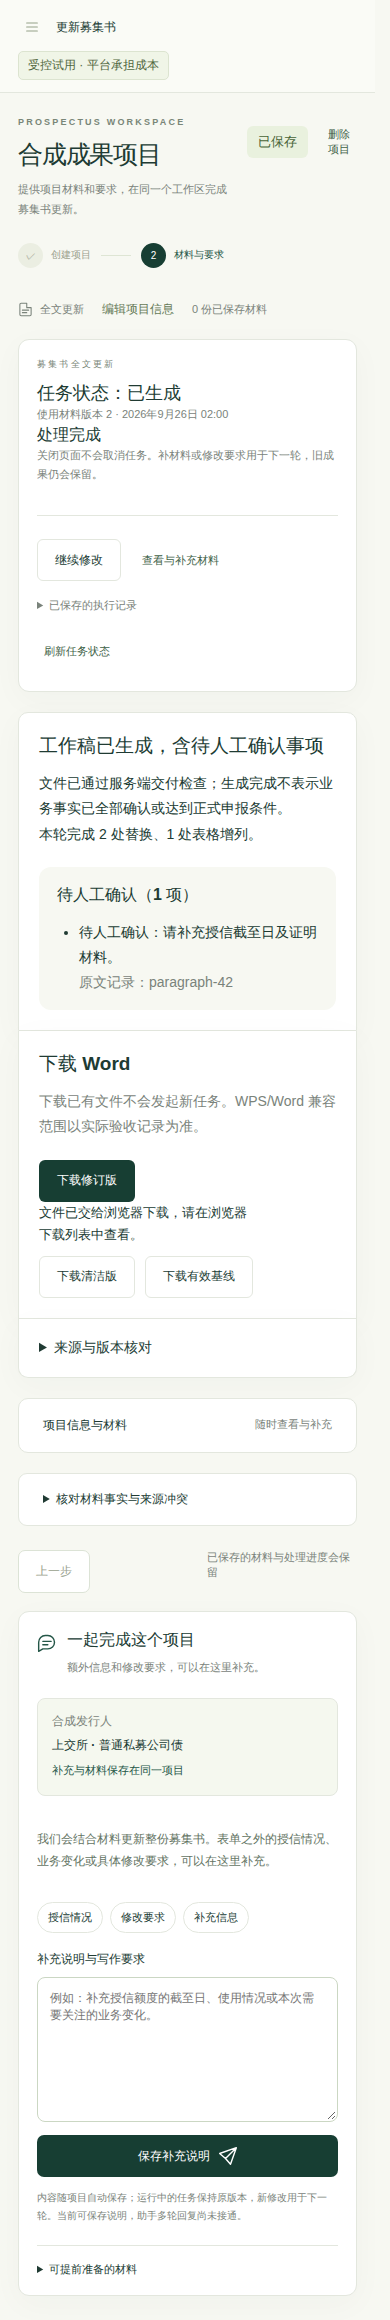 更新募集书
受控试用 · 平台承担成本
PROSPECTUS WORKSPACE
合成成果项目
已保存
删除
项目
提供项目材料和要求，在同一个工作区完成
募集书更新。
创建项目
2 材料与要求
全文更新 编辑项目信息 0 份已保存材料
募集书全文更新
任务状态：已生成
使用材料版本 2 · 2026年9月26日 02:00
处理完成
关闭页面不会取消任务。补材料或修改要求用于下一轮，旧成
果仍会保留。
继续修改 查看与补充材料
已保存的执行记录
刷新任务状态
工作稿已生成，含待人工确认事项
文件已通过服务端交付检查；生成完成不表示业
务事实已全部确认或达到正式申报条件。
本轮完成 2 处替换、1 处表格增列。
待人工确认（1 项）
待人工确认：请补充授信截至日及证明
材料。
原文记录：paragraph-42
下载 Word
下载已有文件不会发起新任务。WPS/Word 兼容
范围以实际验收记录为准。
下载修订版
文件已交给浏览器下载，请在浏览器
下载列表中查看。
下载清洁版 下载有效基线
来源与版本核对
项目信息与材料 随时查看与补充
核对材料事实与来源冲突
上一步
已保存的材料与处理进度会保
留
一起完成这个项目
额外信息和修改要求，可以在这里补充。
合成发行人
上交所 · 普通私募公司债
补充与材料保存在同一项目
我们会结合材料更新整份募集书。表单之外的授信情况、
业务变化或具体修改要求，可以在这里补充。
授信情况 修改要求 补充信息
补充说明与写作要求
例如：补充授信额度的截至日、使用情况或本次需
要关注的业务变化。
保存补充说明
内容随项目自动保存；运行中的任务保持原版本，新修改用于下一
轮。当前可保存说明，助手多轮回复尚未接通。
可提前准备的材料